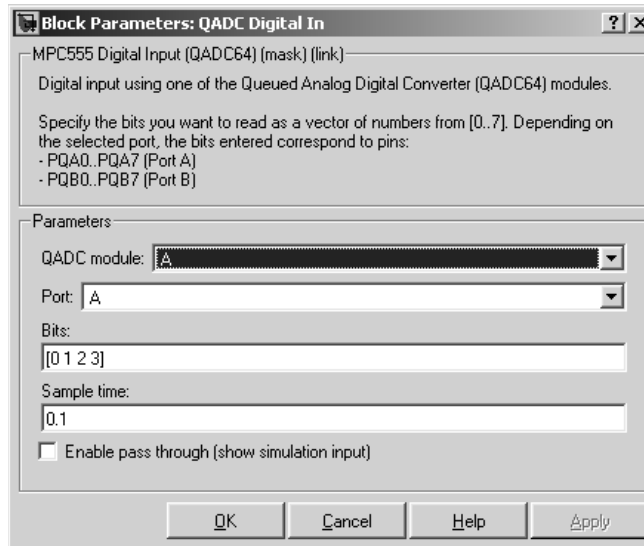 Block Parameters: QADC Digital In
MPC555 Digital Input (QADC64) (mask) (link)
Digital input using one of the Queued Analog Digital Converter (QADC64) modules.
Specify the bits you want to read as a vector of numbers from [0..7]. Depending on
the selected port, the bits entered correspond to pins:
- PQA0..PQA7 (Port A)
- PQB0..PQB7 (Port B)
Parameters
QADC module: A
Port: A
Bits:
[0 1 2 3]
Sample time:
0.1
Enable pass through (show simulation input)
OK Cancel Help Apply